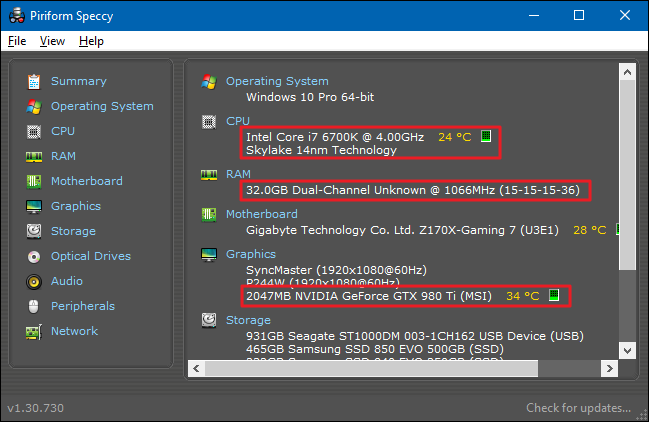 Piriform Speccy
File View Help
Summary
Operating System
CPU
RAM
Motherboard
Graphics
Storage
Optical Drives
Audio
Peripherals
Network
Operating System
Windows 10 Pro 64-bit
CPU
Intel Core i7 6700K @ 4.00GHz 24 °C
Skylake 14nm Technology
RAM
32.0GB Dual-Channel Unknown @ 1066MHz (15-15-15-36)
Motherboard
Gigabyte Technology Co. Ltd. Z170X-Gaming 7 (U3E1) 28 °C
Graphics
SyncMaster (1920x1080@60Hz)
P244W (1920x1080@60Hz)
2047MB NVIDIA GeForce GTX 980 Ti (MSI) 34 °C
Storage
931GB Seagate ST1000DM 003-1CH162 USB Device (USB)
465GB Samsung SSD 850 EVO 500GB (SSD)
v1.30.730
Check for updates...